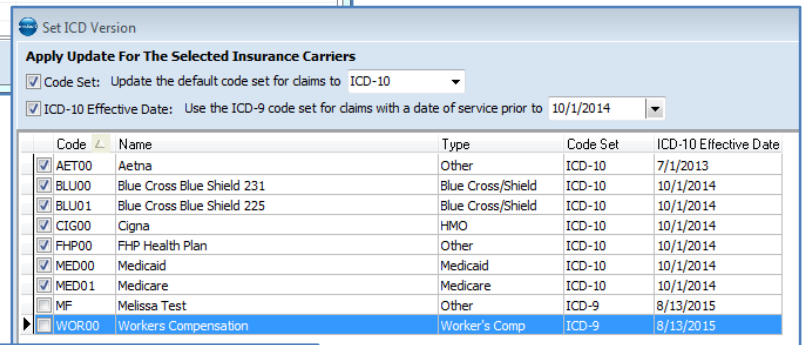 Set ICD Version
Apply Update For The Selected Insurance Carriers
Code Set: Update the default code set for claims to ICD-10
ICD-10 Effective Date: Use the ICD-9 code set for claims with a date of service prior to 10/1/2014
Code Name Type Code Set ICD-10 Effective Date
AET00 Aetna Other ICD-10 7/1/2013
BLU00 Blue Cross Blue Shield 231 Blue Cross/Shield ICD-10 10/1/2014
BLU01 Blue Cross Blue Shield 225 Blue Cross/Shield ICD-10 10/1/2014
CIG00 Cigna HMO ICD-10 10/1/2014
FHP00 FHP Health Plan Other ICD-10 10/1/2014
MED00 Medicaid Medicaid ICD-10 10/1/2014
MED01 Medicare Medicare ICD-10 10/1/2014
MF Melissa Test Other ICD-9 8/13/2015
WOR00 Workers Compensation Worker's Comp ICD-9 8/13/2015